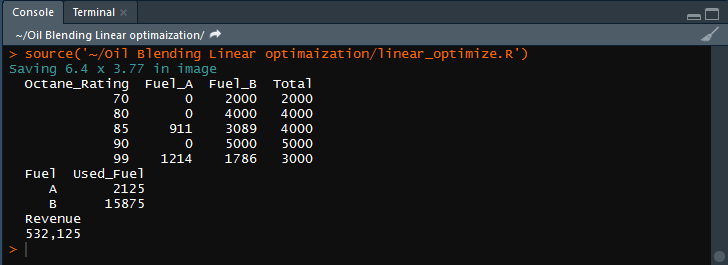 Console Terminal ×
~/Oil Blending Linear optimaization/
> source('~/Oil Blending Linear optimaization/linear_optimize.R')
Saving 6.4 x 3.77 in image
Octane_Rating Fuel_A Fuel_B Total
70 0 2000 2000
80 0 4000 4000
85 911 3089 4000
90 0 5000 5000
99 1214 1786 3000
Fuel Used_Fuel
A 2125
B 15875
Revenue
532,125
>